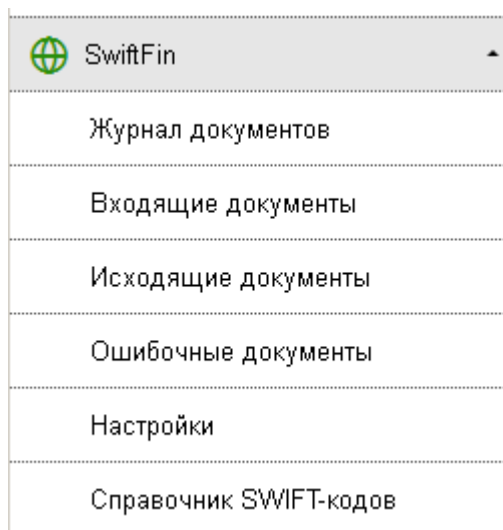 SwiftFin
Журнал документов
Входящие документы
Исходящие документы
Ошибочные документы
Настройки
Справочник SWIFT-кодов